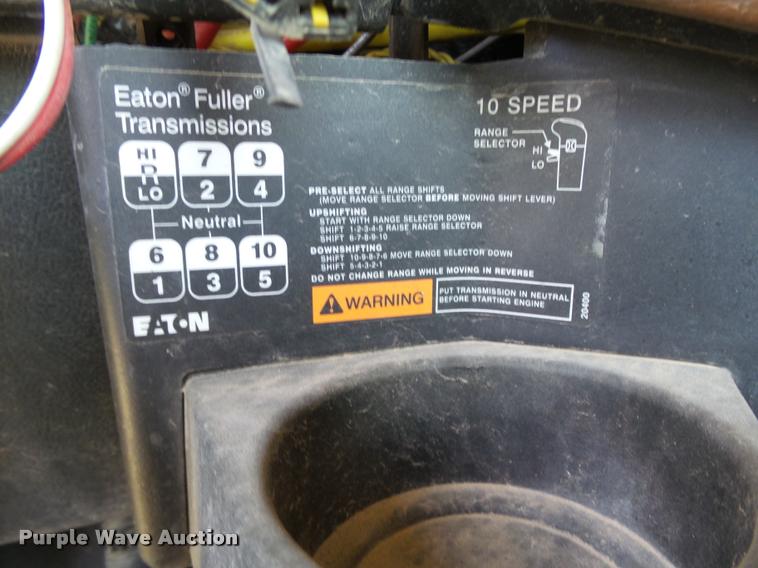 Eaton® Fuller®
Transmissions
10 SPEED
RANGE
SELECTOR
HI
LO
HI
R
LO
7
2
9
4
Neutral
6
1
8
3
10
5
EATON
PRE-SELECT ALL RANGE SHIFTS
(MOVE RANGE SELECTOR BEFORE MOVING SHIFT LEVER)
UPSHIFTING
START WITH RANGE SELECTOR DOWN
SHIFT 1-2-3-4-5 RAISE RANGE SELECTOR
SHIFT 6-7-8-9-10
DOWNSHIFTING
SHIFT 10-9-8-7-6 MOVE RANGE SELECTOR DOWN
SHIFT 5-4-3-2-1
DO NOT CHANGE RANGE WHILE MOVING IN REVERSE
WARNING
PUT TRANSMISSION IN NEUTRAL
BEFORE STARTING ENGINE
20400
Purple Wave Auction